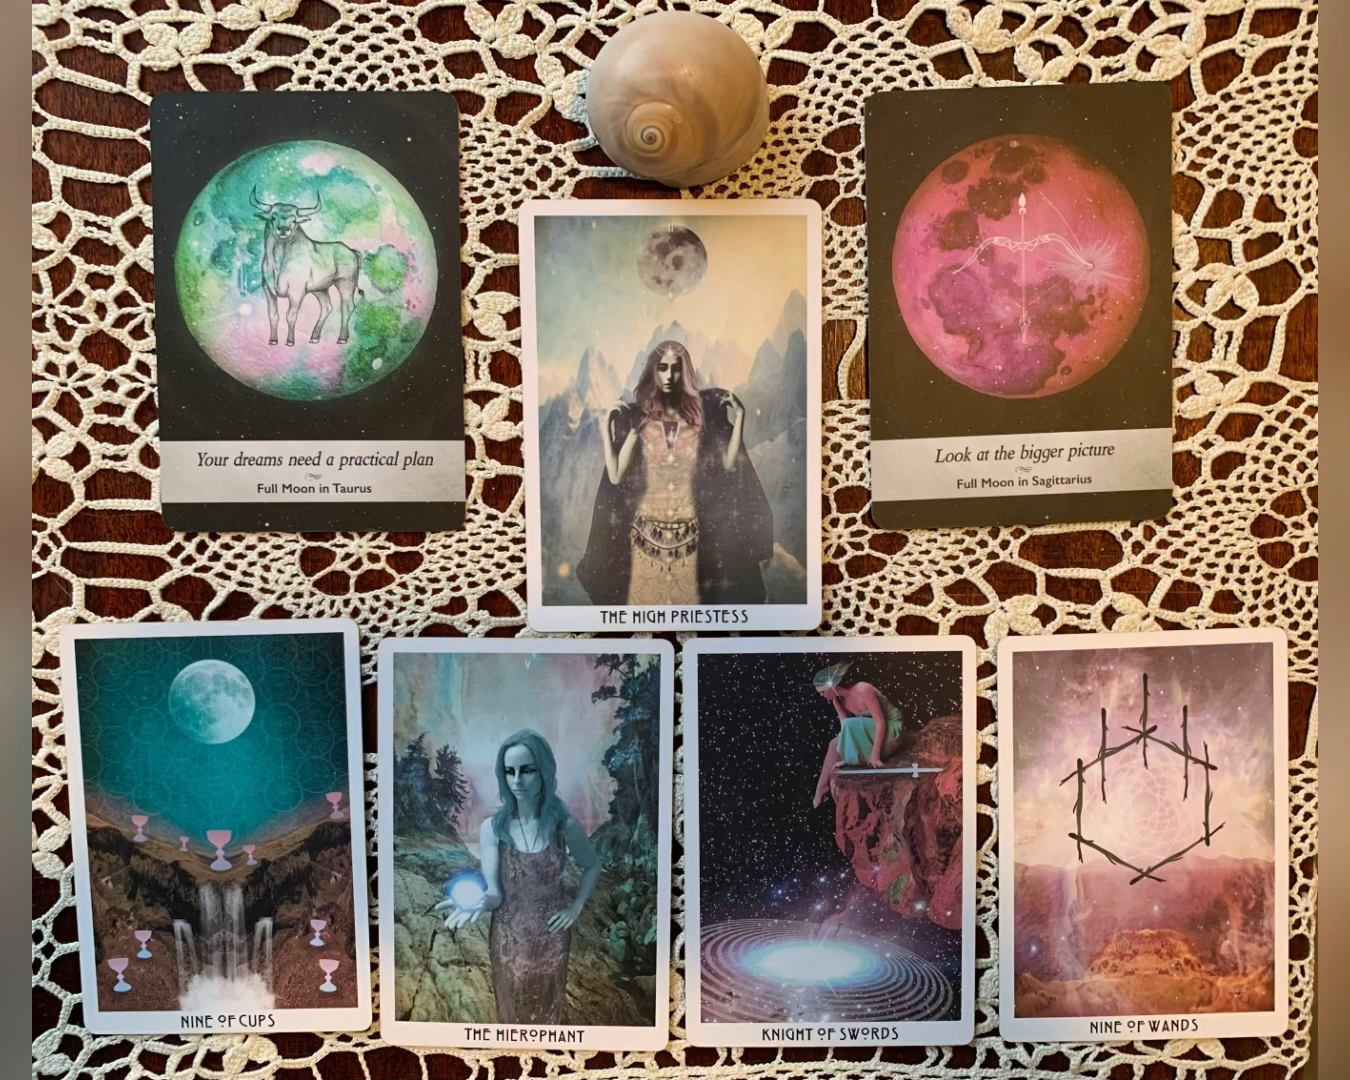 Your dreams need a practical plan
Full Moon in Taurus
THE HIGH PRIESTESS
Look at the bigger picture
Full Moon in Sagittarius
NINE OF CUPS
THE HIEROPHANT
KNIGHT OF SWORDS
NINE OF WANDS